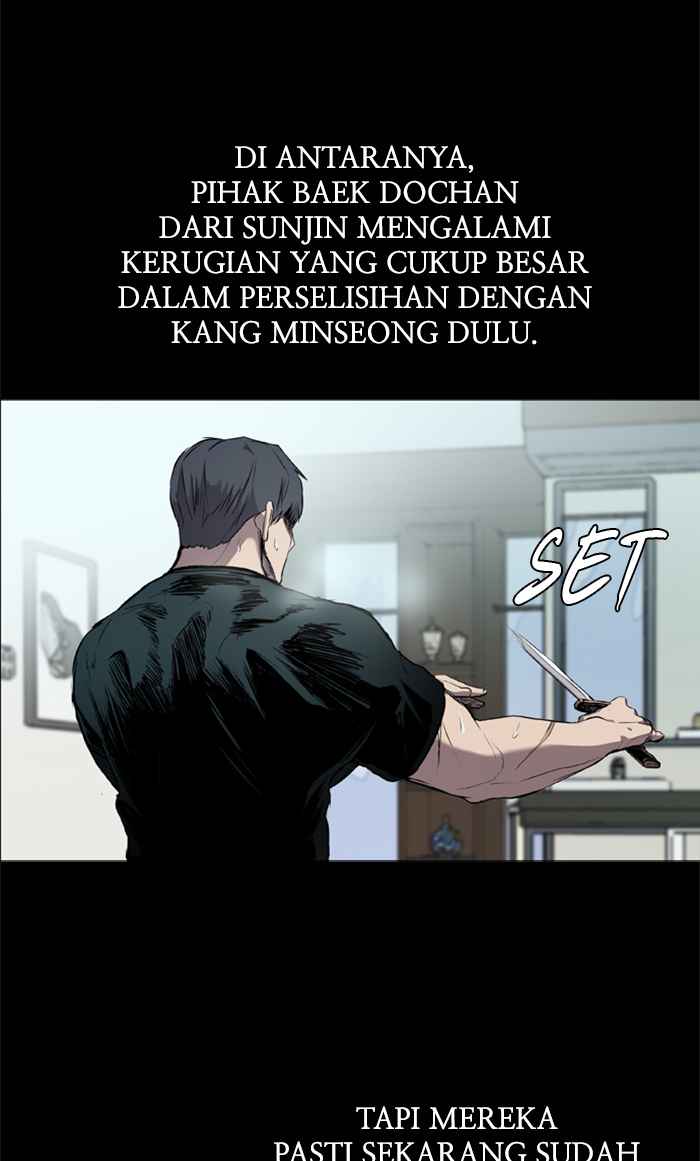 DI ANTARANYA,
PIHAK BAEK DOCHAN
DARI SUNJIN MENGALAMI
KERUGIAN YANG CUKUP BESAR
DALAM PERSELISIHAN DENGAN
KANG MINSEONG DULU.
SET
TAPI MEREKA
PASTI SEKARANG SUDAH